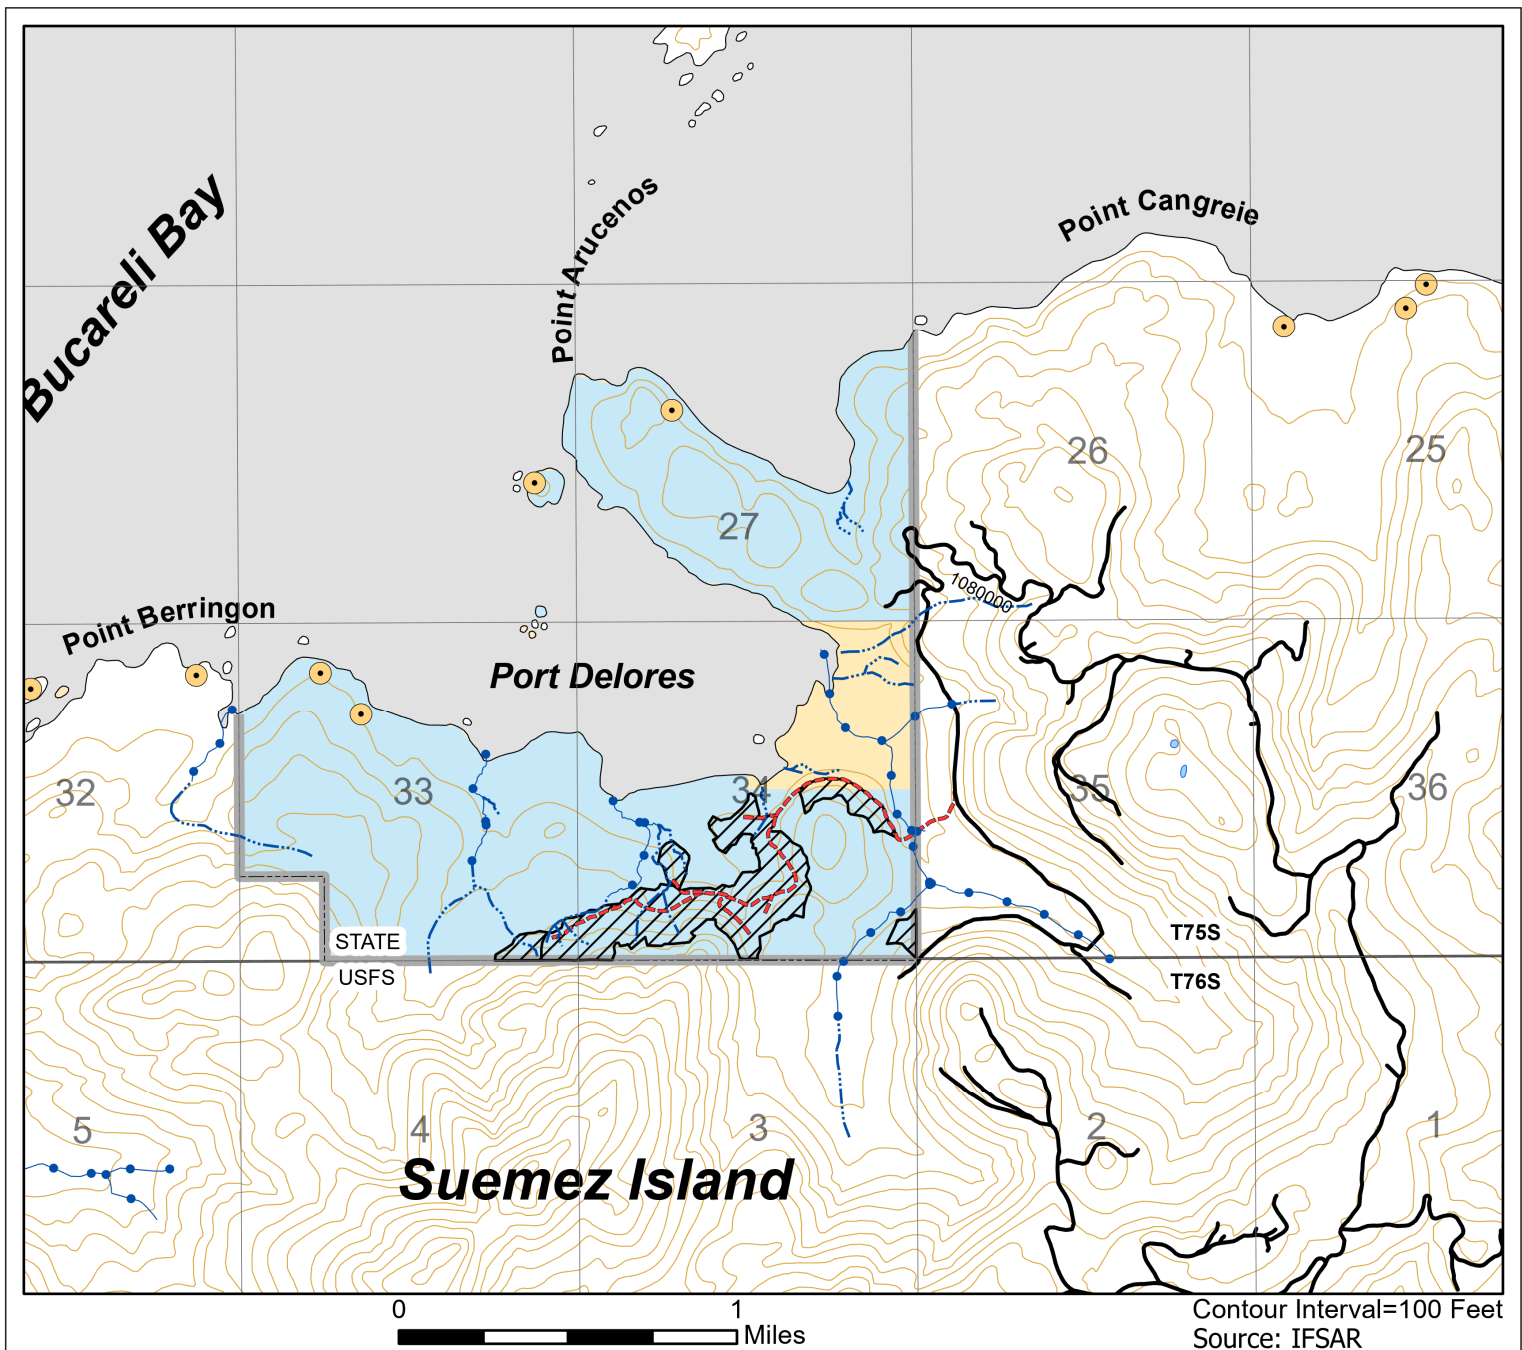 Point Cangreie
Point Arucenos
Bucareli Bay
26
25
27
1080000
Point Berringon
Port Delores
32
33
34
35
36
STATE
T75S
USFS
T76S
5
4
3
2
1
Suemez Island
0
1
Miles
Contour Interval=100 Feet
Source: IFSAR